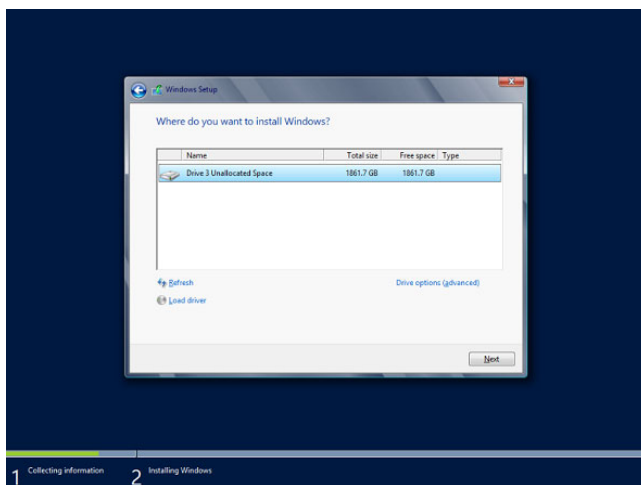 Windows Setup
Where do you want to install Windows?
Name Total size Free space Type
Drive 3 Unallocated Space 1861.7 GB 1861.7 GB
Refresh Drive options (advanced)
Load driver
Next
1 Collecting information 2 Installing Windows